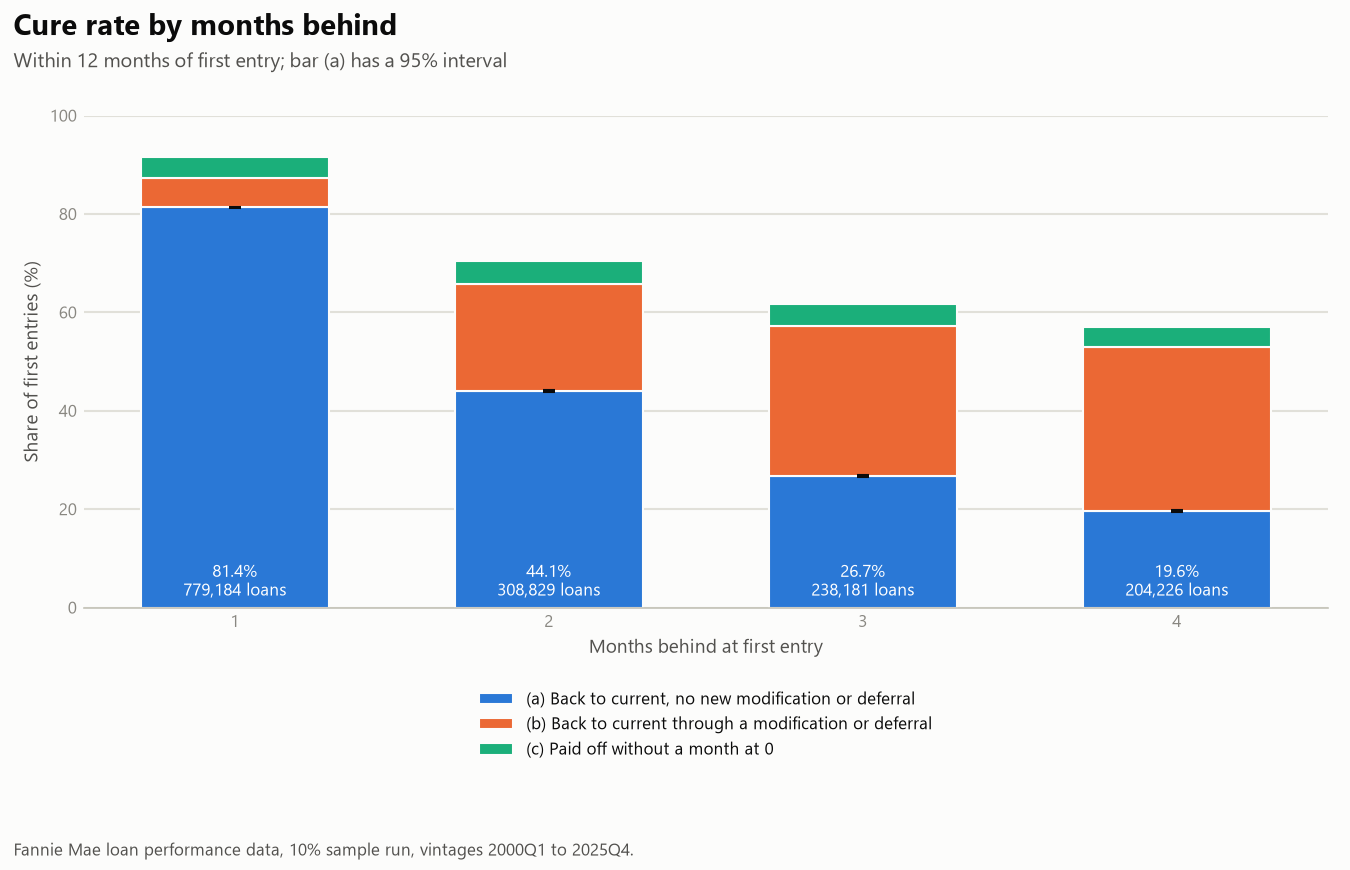 Cure rate by months behind
Within 12 months of first entry; bar (a) has a 95% interval
Share of first entries (%)
100
80
60
40
20
0
81.4%
779,184 loans
44.1%
308,829 loans
26.7%
238,181 loans
19.6%
204,226 loans
1
2
3
4
Months behind at first entry
(a) Back to current, no new modification or deferral
(b) Back to current through a modification or deferral
(c) Paid off without a month at 0
Fannie Mae loan performance data, 10% sample run, vintages 2000Q1 to 2025Q4.